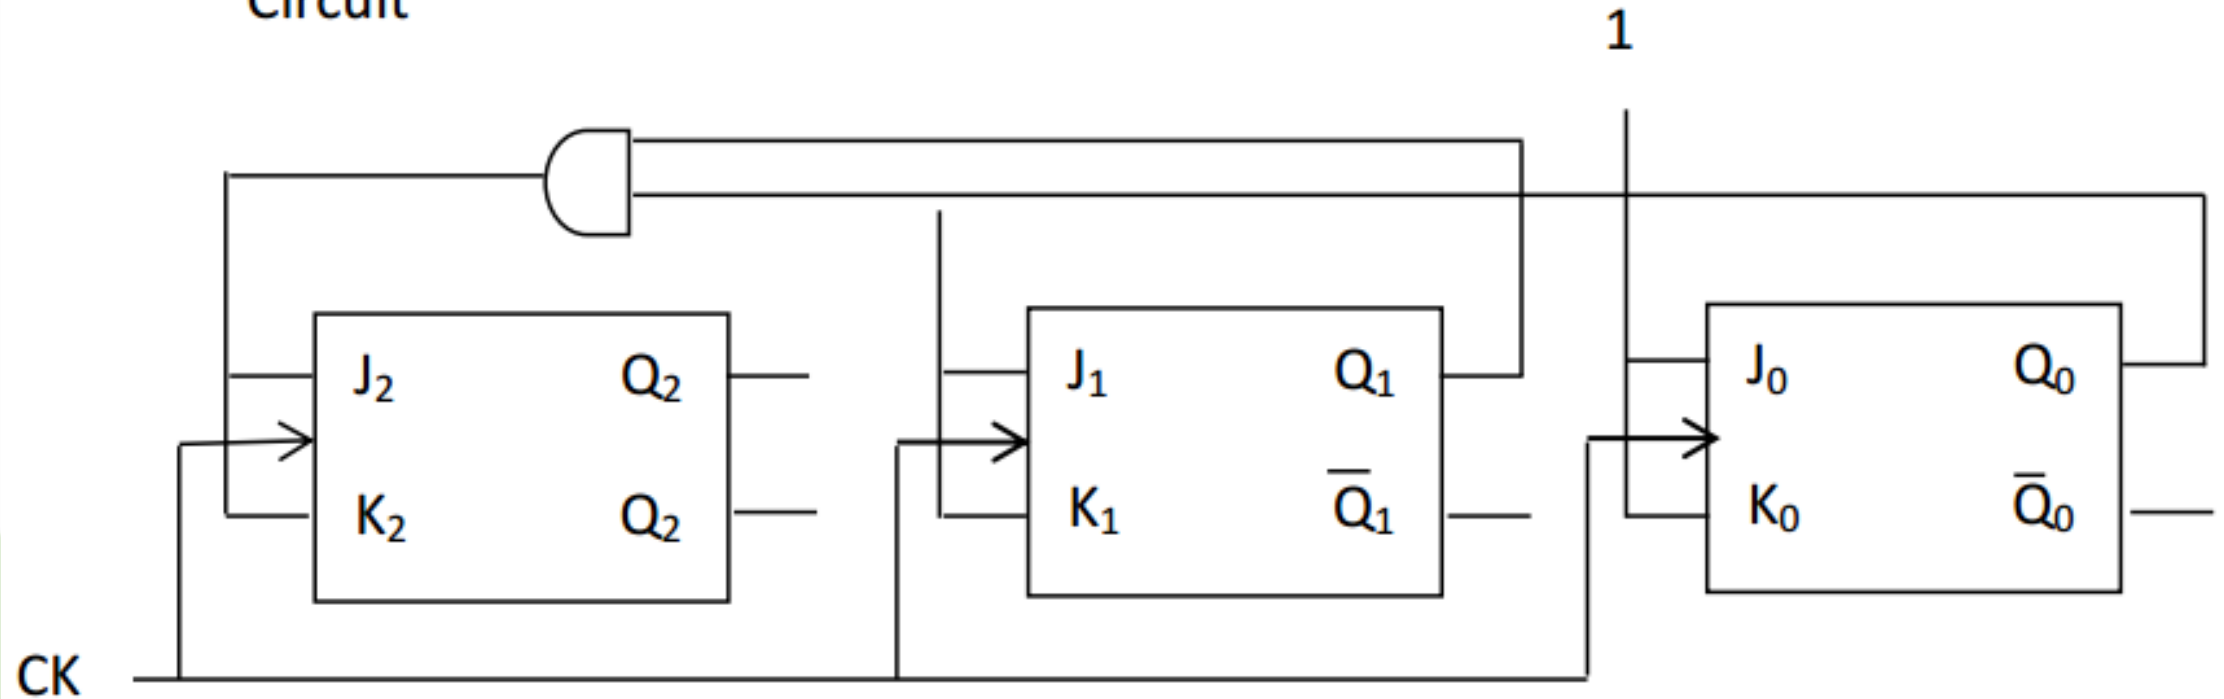 Circuit
1
J₂ Q₂ J₁ Q₁ J₀ Q₀
K₂ Q₂ K₁ Q̅₁ K₀ Q̅₀
CK